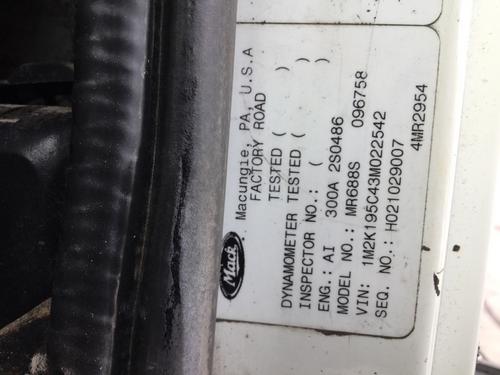 Mack
Macungie, PA, U.S.A
FACTORY ROAD
TESTED ( )
DYNAMOMETER TESTED ( )
INSPECTOR NO.: (
ENG.: AI 300A 2S0486
MODEL NO.: MR688S 096758
VIN: 1M2K195C43M022542
SEQ. NO.: H021029007
4MR2954